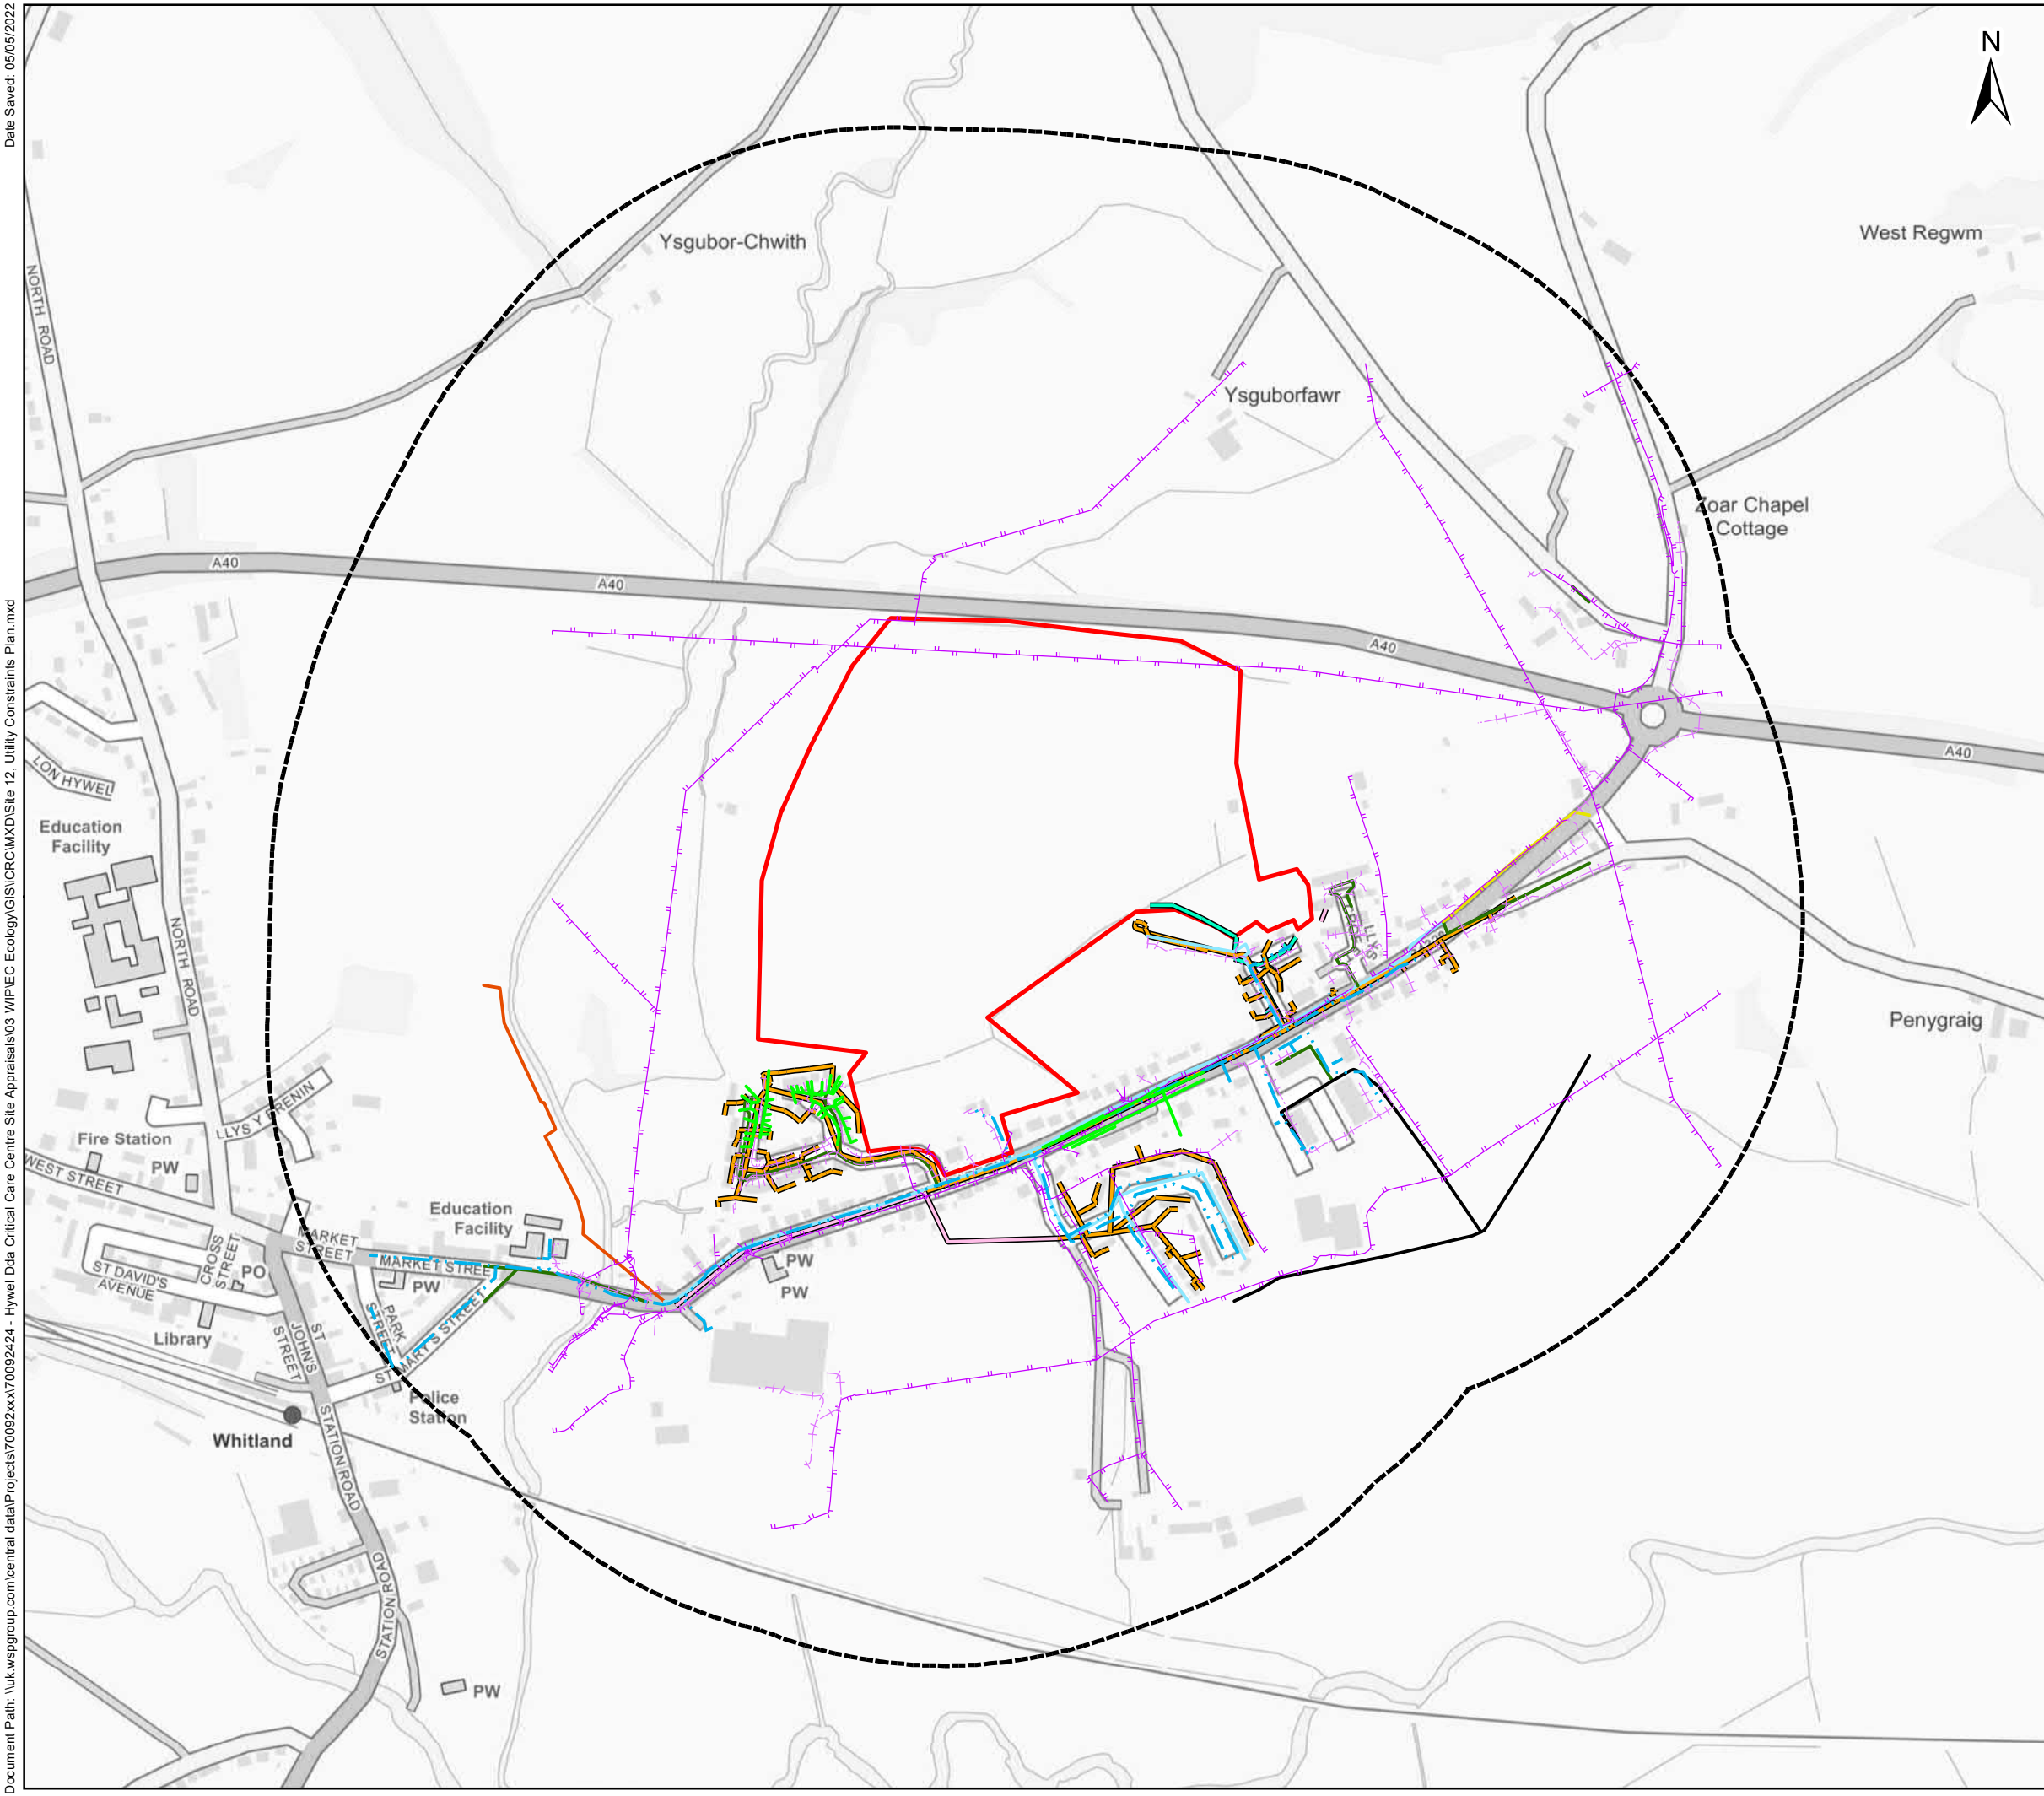 Date Saved: 05/05/2022
Document Path: \\uk.wspgroup.com\central data\Projects\70092xxx\70092424 - Hywel Dda Critical Care Centre Site Appraisals\03 WIP\EC Ecology\GIS\iCRC\MXD\Site 12, Utility Constraints Plan.mxd
N
Ysgubor-Chwith
West Regwm
NORTH ROAD
Ysguborfawr
Zoar Chapel
Cottage
A40
A40
A40
A40
LON HYWEL
Education
Facility
NORTH ROAD
Penygraig
LLYS Y BRENIN
Fire Station
PW
WEST STREET
Education
Facility
MARKET
STREET
MARKET STREET
CROSS
STREET
PO
ST DAVID'S
AVENUE
PW
PW
PW
PARK
STREET
ST MARY'S STREET
Library
ST
JOHN'S
STREET
Police
Station
Whitland
STATION ROAD
STATION ROAD
PW